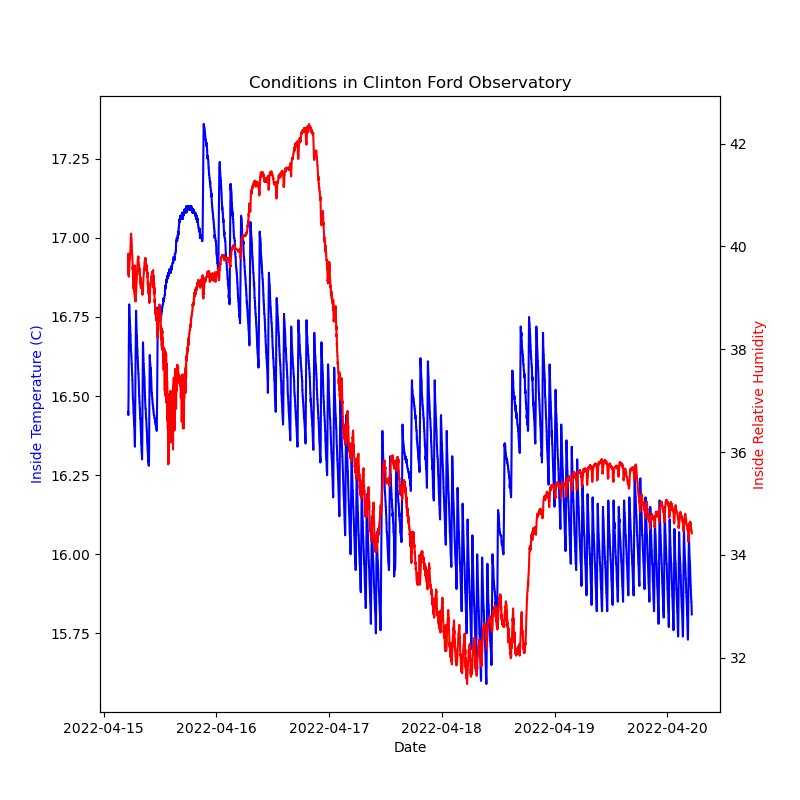 Conditions in Clinton Ford Observatory
17.25
17.00
16.75
16.50
16.25
16.00
15.75
Inside Temperature (C)
42
40
38
36
34
32
Inside Relative Humidity
2022-04-15 2022-04-16 2022-04-17 2022-04-18 2022-04-19 2022-04-20
Date